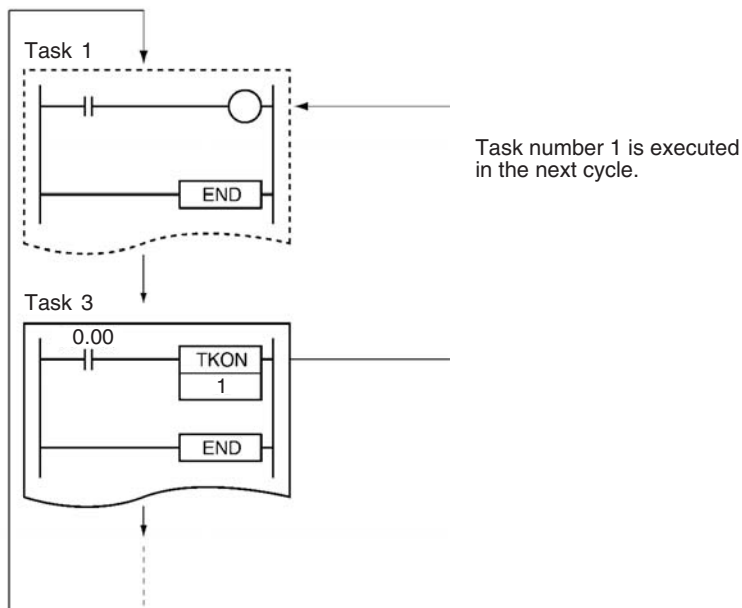 Task 1
END
Task number 1 is executed
in the next cycle.
Task 3
0.00
TKON
1
END